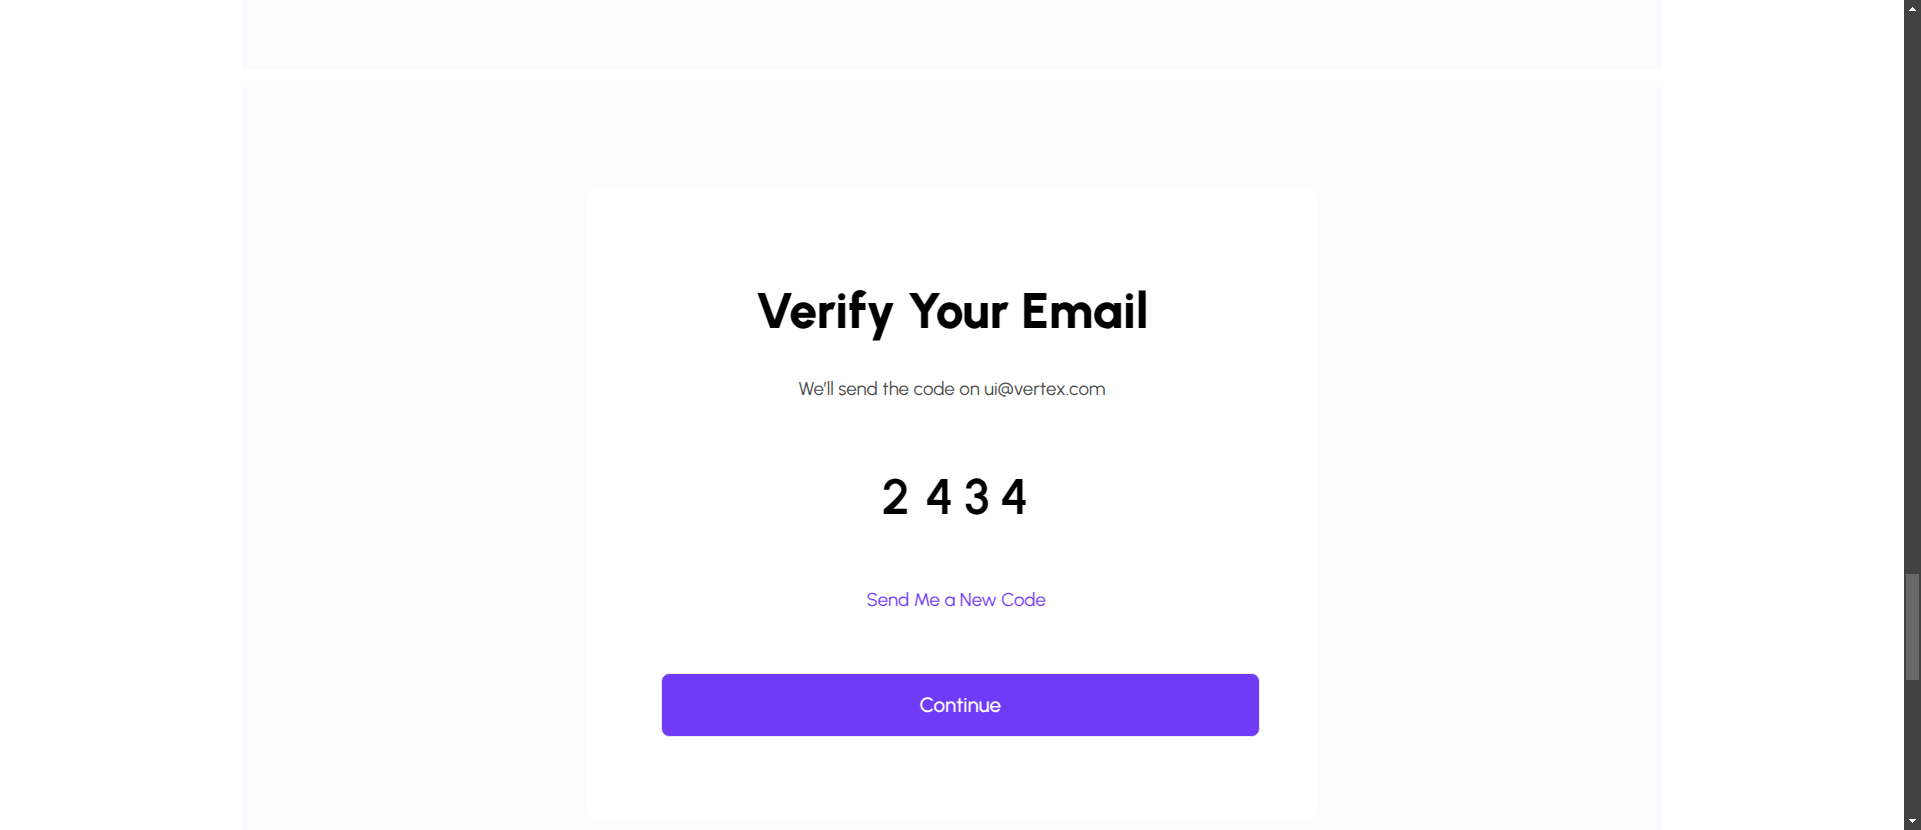 Verify Your Email
We'll send the code on ui@vertex.com
2 4 3 4
Send Me a New Code
Continue